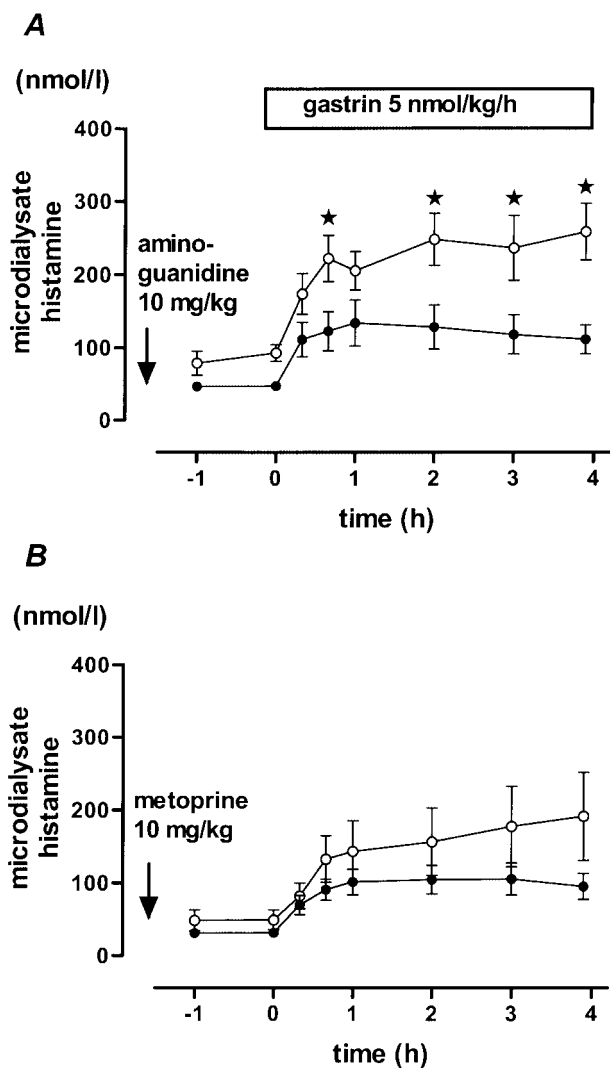 A
(nmol/l)
gastrin 5 nmol/kg/h
400
300
200
100
0
microdialysate
histamine
amino-
guanidine
10 mg/kg
-1 0 1 2 3 4
time (h)
B
(nmol/l)
400
300
200
100
0
microdialysate
histamine
metoprine
10 mg/kg
-1 0 1 2 3 4
time (h)